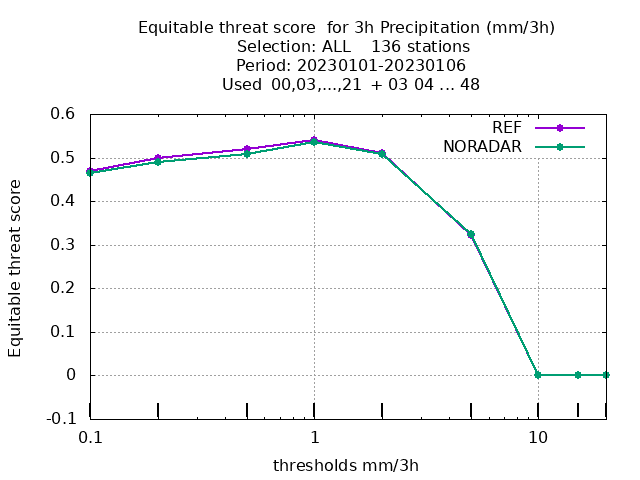 Equitable threat score  for 3h Precipitation (mm/3h)
Selection: ALL    136 stations
Period: 20230101-20230106
Used  00,03,...,21  + 03 04 ... 48
0.6
0.5
0.4
0.3
0.2
0.1
0
-0.1
Equitable threat score
REF
NORADAR
0.1 1 10
thresholds mm/3h